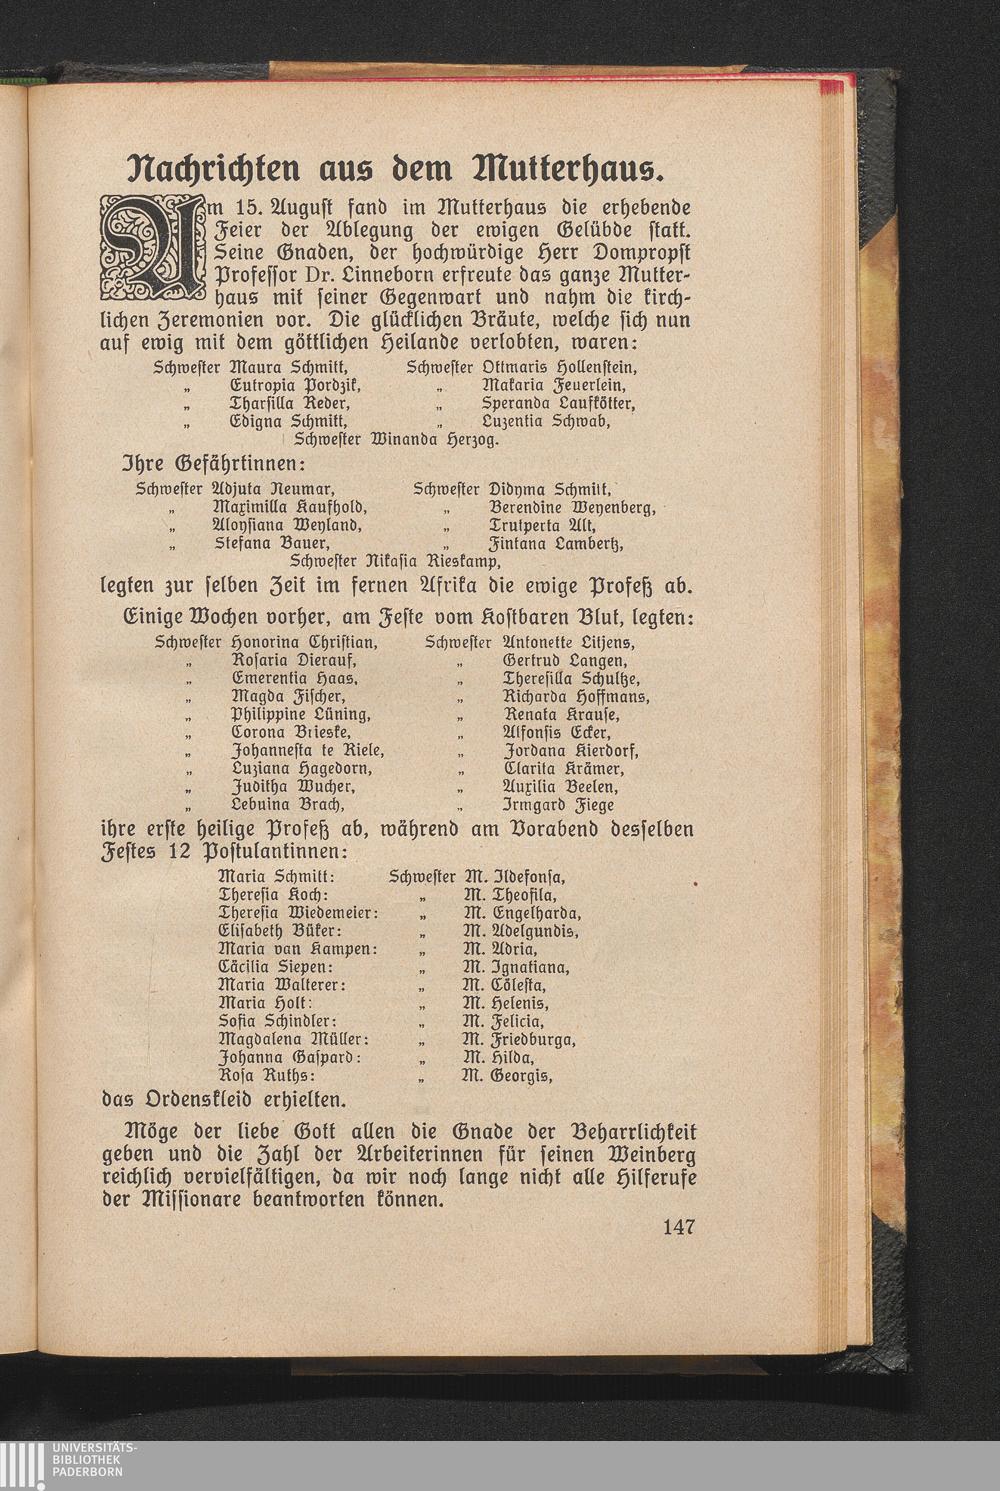 Nachrichten aus dem Mutterhaus.
Am 15. August fand im Mutterhaus die erhebende
Feier der Ablegung der ewigen Gelübde statt.
Seine Gnaden, der hochwürdige Herr Dompropst
Professor Dr. Linneborn erfreute das ganze Mutter-
haus mit seiner Gegenwart und nahm die kirch-
lichen Zeremonien vor. Die glücklichen Bräute, welche sich nun
auf ewig mit dem göttlichen Heilande verlobten, waren:
Schwester Maura Schmitt, Schwester Ottmaris Hollenstein,
„ Eutropia Pordzik, „ Makaria Feuerlein,
„ Tharsilla Reder, „ Speranda Laufkötter,
„ Edigna Schmitt, „ Luzentia Schwab,
Schwester Winanda Herzog.
Ihre Gefährtinnen:
Schwester Adjuta Neumar, Schwester Didyma Schmitt,
„ Maximilla Kaufhold, „ Berendine Weyenberg,
„ Aloysiana Weyland, „ Trutperta Alt,
„ Stefana Bauer, „ Fintana Lambertz,
Schwester Nikasia Rieskamp,
legten zur selben Zeit im fernen Afrika die ewige Profeß ab.
Einige Wochen vorher, am Feste vom Kostbaren Blut, legten:
Schwester Honorina Christian, Schwester Antonette Litjens,
„ Rosaria Dierauf, „ Gertrud Langen,
„ Emerentia Haas, „ Theresilla Schultze,
„ Magda Fischer, „ Richarda Hoffmans,
„ Philippine Lüning, „ Renata Krause,
„ Corona Brieske, „ Alfonsis Ecker,
„ Johannesta te Riele, „ Jordana Kierdorf,
„ Luziana Hagedorn, „ Clarita Krämer,
„ Juditha Wucher, „ Auxilia Beelen,
„ Lebuina Brach, „ Irmgard Fiege
ihre erste heilige Profeß ab, während am Vorabend desselben
Festes 12 Postulantinnen:
Maria Schmitt: Schwester M. Ildefonsa,
Theresia Koch: „ M. Theofila,
Theresia Wiedemeier: „ M. Engelharda,
Elisabeth Büker: „ M. Adelgundis,
Maria van Kampen: „ M. Adria,
Cäcilia Siepen: „ M. Ignatiana,
Maria Walterer: „ M. Cölesta,
Maria Holt: „ M. Helenis,
Sofia Schindler: „ M. Felicia,
Magdalena Müller: „ M. Friedburga,
Johanna Gaspard: „ M. Hilda,
Rosa Ruths: „ M. Georgis,
das Ordenskleid erhielten.
Möge der liebe Gott allen die Gnade der Beharrlichkeit
geben und die Zahl der Arbeiterinnen für seinen Weinberg
reichlich vervielfältigen, da wir noch lange nicht alle Hilferufe
der Missionare beantworten können.
147
UNIVERSITÄTS-
BIBLIOTHEK
PADERBORN